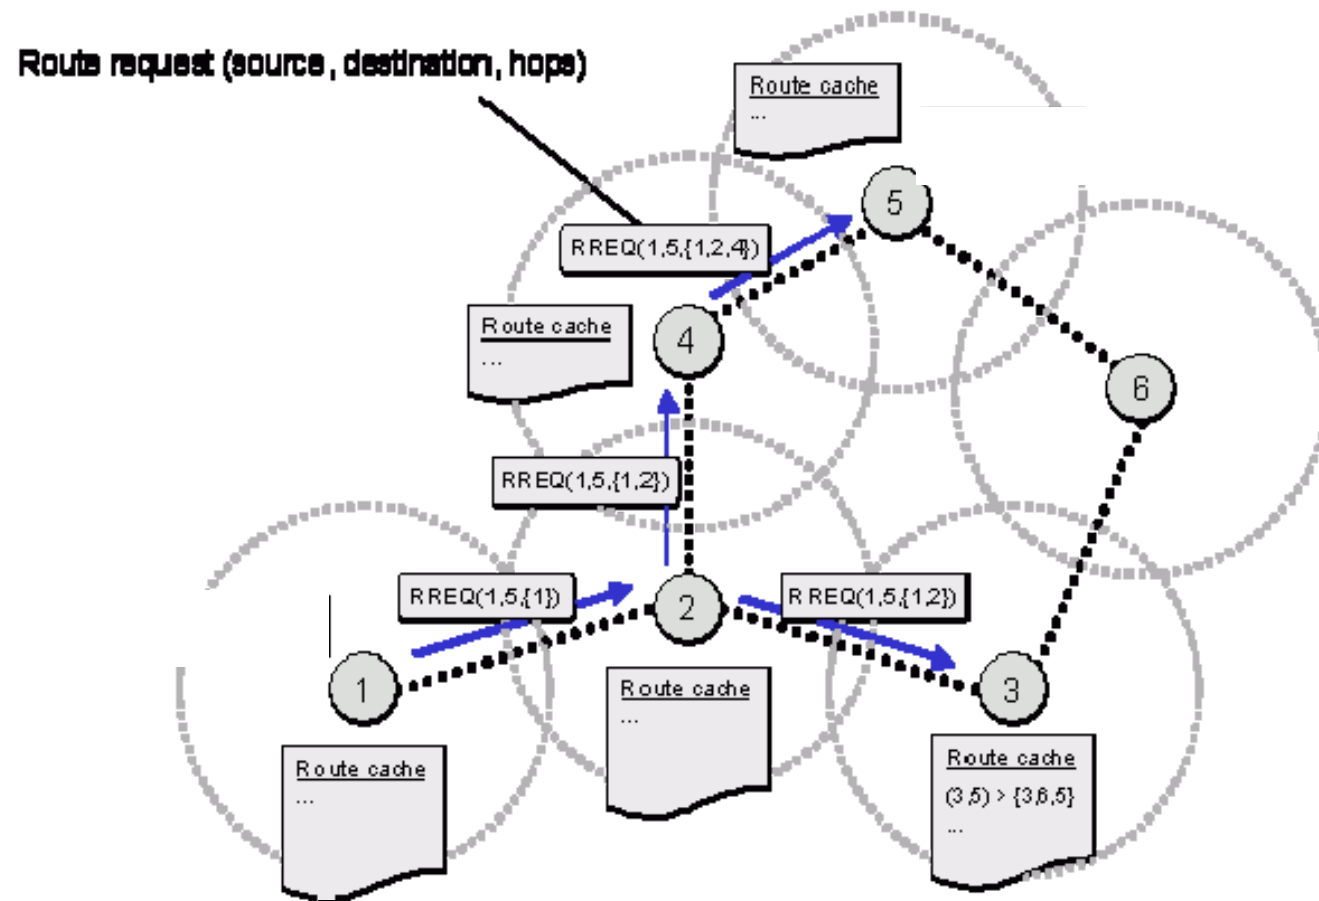 Route request (source, destination, hops)
Route cache
...
5
RREQ(1,5,{1,2,4})
Route cache
...
4
6
RREQ(1,5,{1,2})
RREQ(1,5,{1})
2
RREQ(1,5,{1,2})
1
Route cache
...
3
Route cache
...
Route cache
(3,5) > {3,6,5}
...